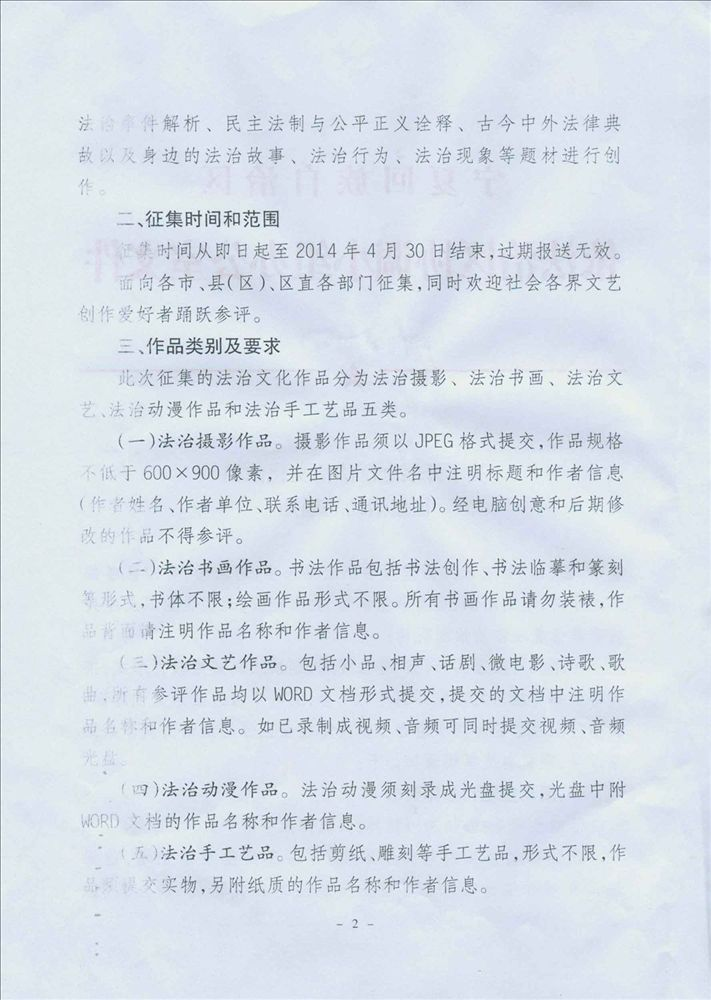 法治事件解析、民主法制与公平正义诠释、古今中外法律典
故以及身边的法治故事、法治行为、法治现象等题材进行创
作。
二、征集时间和范围
征集时间从即日起至2014年4月30日结束,过期报送无效。
面向各市、县(区)、区直各部门征集,同时欢迎社会各界文艺
创作爱好者踊跃参评。
三、作品类别及要求
此次征集的法治文化作品分为法治摄影、法治书画、法治文
艺、法治动漫作品和法治手工艺品五类。
(一)法治摄影作品。摄影作品须以JPEG格式提交,作品规格
不低于600×900像素,并在图片文件名中注明标题和作者信息
(作者姓名、作者单位、联系电话、通讯地址)。经电脑创意和后期修
改的作品不得参评。
(二)法治书画作品。书法作品包括书法创作、书法临摹和篆刻
等形式,书体不限;绘画作品形式不限。所有书画作品请勿装裱,作
品背面请注明作品名称和作者信息。
(三)法治文艺作品。包括小品、相声、话剧、微电影、诗歌、歌
曲,所有参评作品均以WORD文档形式提交,提交的文档中注明作
品名称和作者信息。如已录制成视频、音频可同时提交视频、音频
光盘。
(四)法治动漫作品。法治动漫须刻录成光盘提交,光盘中附
WORD文档的作品名称和作者信息。
(五)法治手工艺品。包括剪纸、雕刻等手工艺品,形式不限,作
品须提交实物,另附纸质的作品名称和作者信息。
- 2 -